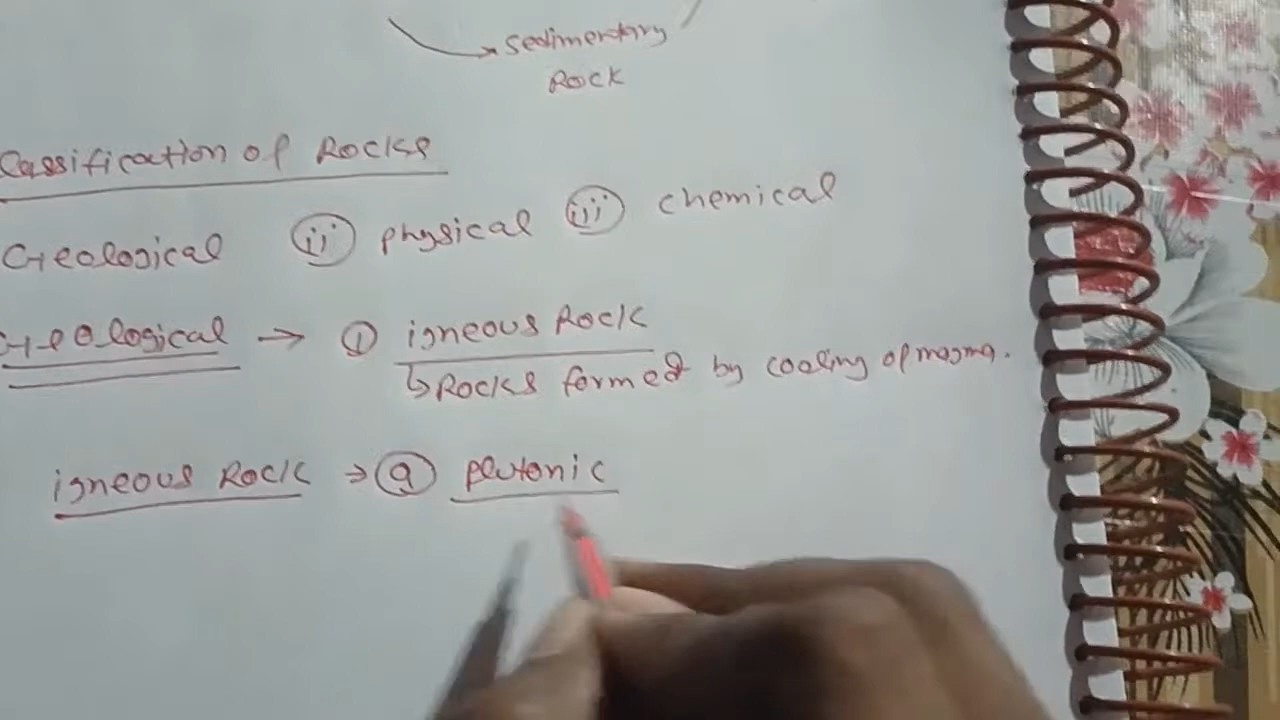 sedimentary
Rock
Classification of Rocks
Geological (ii) physical (iii) chemical
Geological → (1) igneous Rock
↳ Rocks formed by cooling of magma.
igneous Rock → (a) plutonic